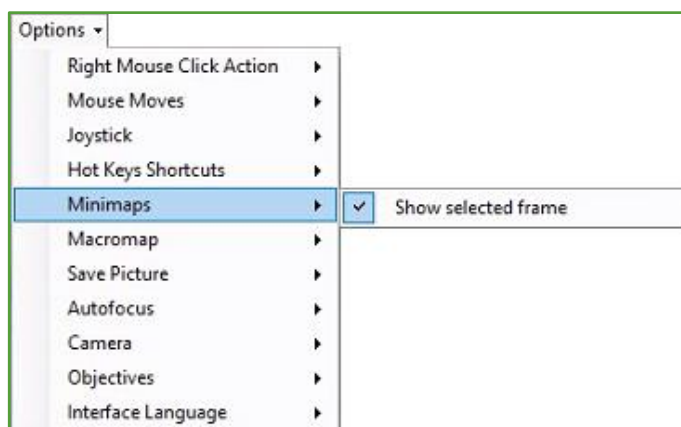 Options
Right Mouse Click Action
Mouse Moves
Joystick
Hot Keys Shortcuts
Minimaps
Show selected frame
Macromap
Save Picture
Autofocus
Camera
Objectives
Interface Language